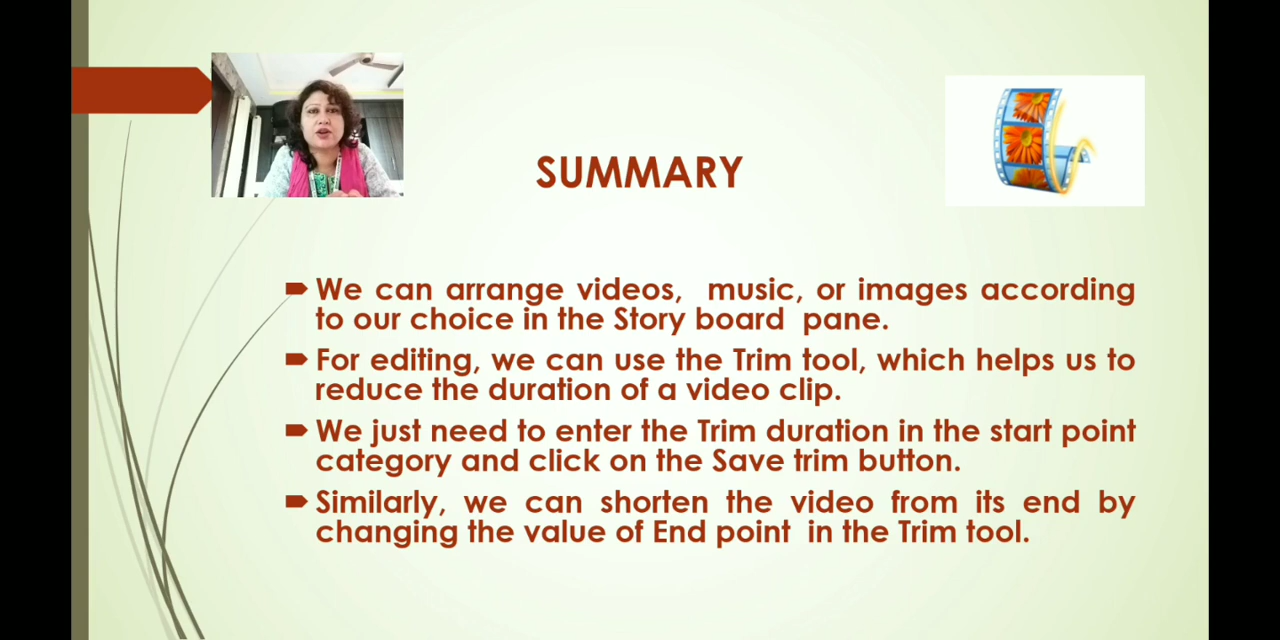 SUMMARY
We can arrange videos, music, or images according
to our choice in the Story board pane.
For editing, we can use the Trim tool, which helps us to
reduce the duration of a video clip.
We just need to enter the Trim duration in the start point
category and click on the Save trim button.
Similarly, we can shorten the video from its end by
changing the value of End point in the Trim tool.